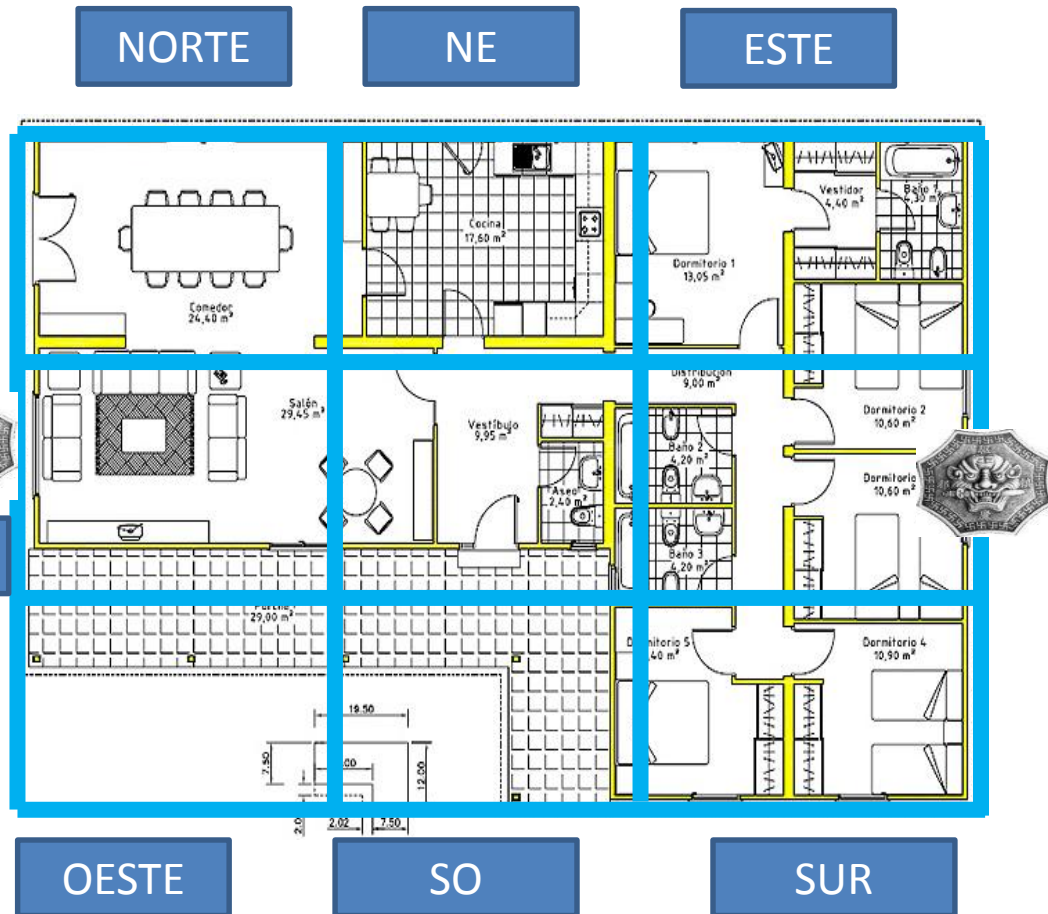 NORTE
NE
ESTE
Comedor
24,40 m²
Cocina
17,60 m²
Dormitorio 1
13,05 m²
Vestidor
4,40 m²
Baño 1
4,30 m²
Salón
29,45 m²
Vestíbulo
9,95 m²
Aseo
2,40 m²
Distribución
9,00 m²
Baño 2
4,20 m²
Dormitorio 2
10,60 m²
Dormitorio
10,60 m²
Baño 3
4,20 m²
29,00 m²
Dormitorio 4
10,90 m²
19.50
7.50
12.00
2.02
7.50
OESTE
SO
SUR